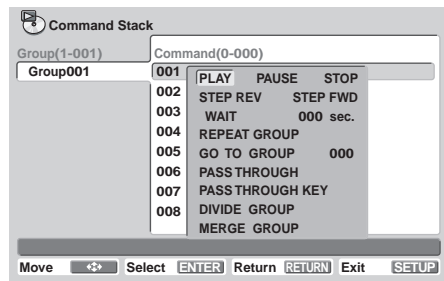 Command Stack
Group(1-001) Command(0-000)
Group001 001 PLAY PAUSE STOP
002 STEP REV STEP FWD
003 WAIT 000 sec.
004 REPEAT GROUP
005 GO TO GROUP 000
006 PASS THROUGH
007 PASS THROUGH KEY
008 DIVIDE GROUP
MERGE GROUP
Move Select ENTER Return RETURN Exit SETUP